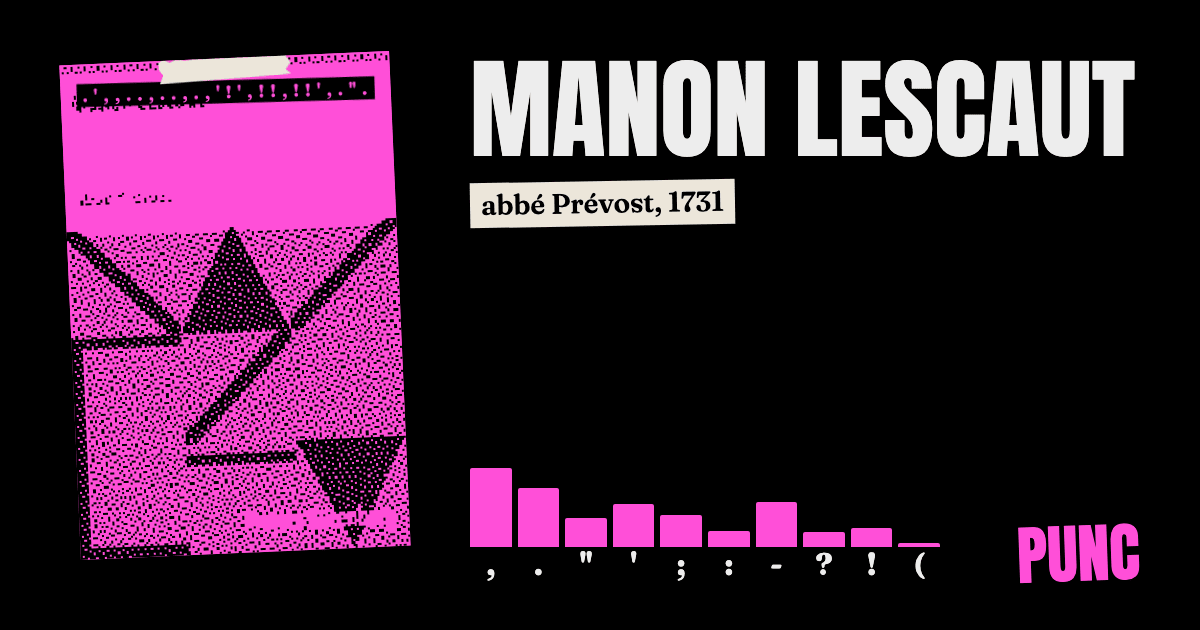 MANON LESCAUT
abbé Prévost, 1731
, . " ' ; : - ? ! (
PUNC